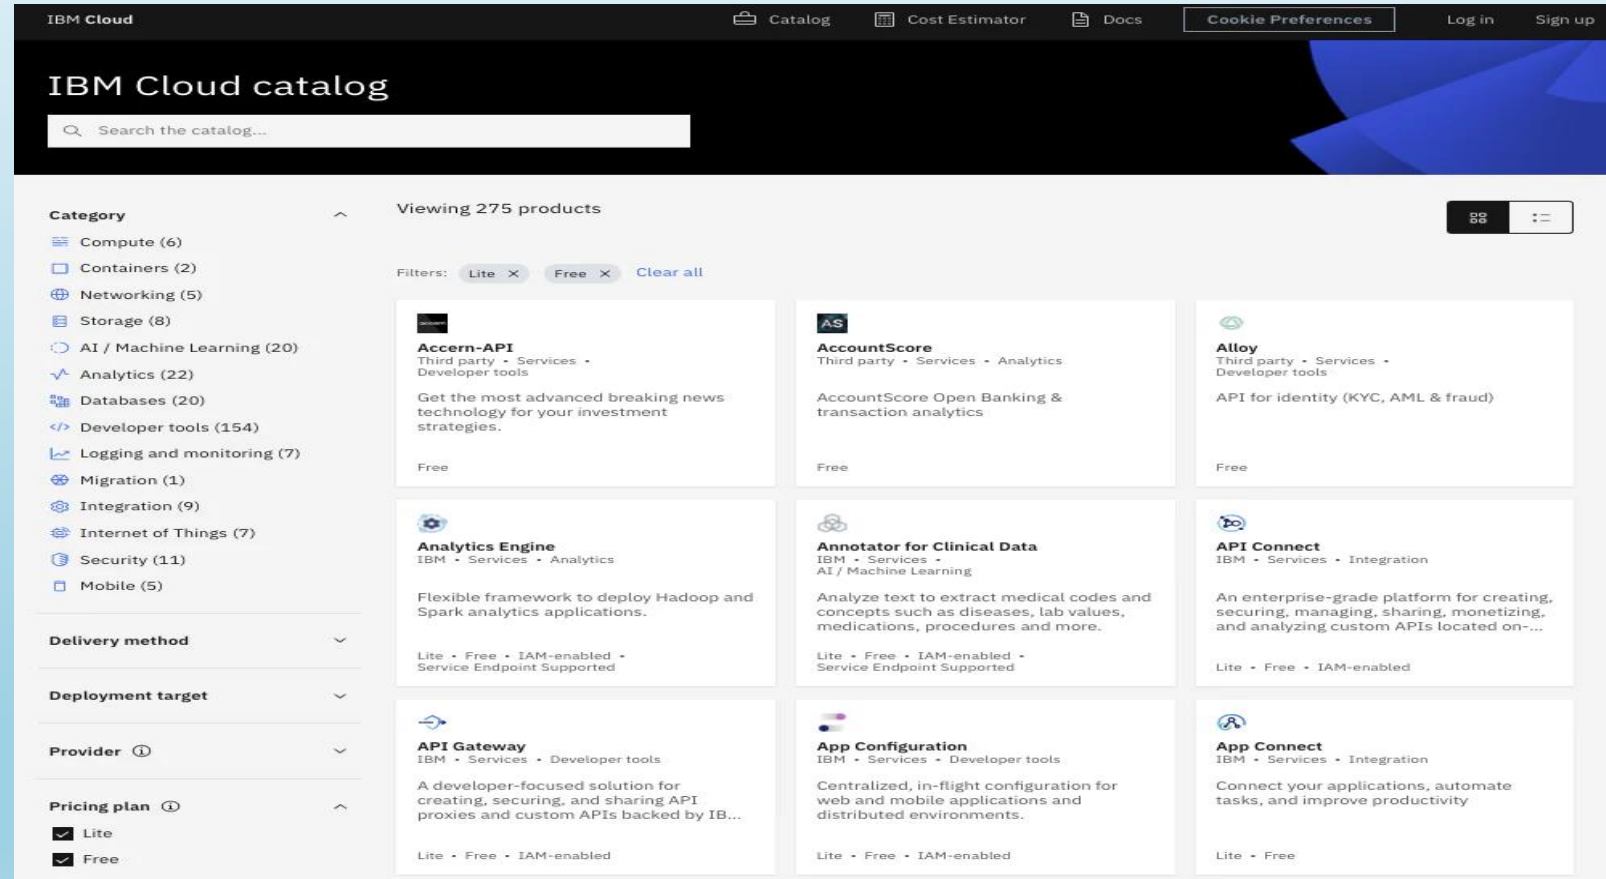 IBM Cloud
Catalog
Cost Estimator
Docs
Cookie Preferences
Log in
Sign up
IBM Cloud catalog
Search the catalog...
Category
Compute (6)
Containers (2)
Networking (5)
Storage (8)
AI / Machine Learning (20)
Analytics (22)
Databases (20)
Developer tools (154)
Logging and monitoring (7)
Migration (1)
Integration (9)
Internet of Things (7)
Security (11)
Mobile (5)
Delivery method
Deployment target
Provider
Pricing plan
Lite
Free
Viewing 275 products
Filters: Lite × Free × Clear all
Accern-API
Third party • Services •
Developer tools
Get the most advanced breaking news
technology for your investment
strategies.
Free
AS
AccountScore
Third party • Services • Analytics
AccountScore Open Banking &
transaction analytics
Free
Alloy
Third party • Services •
Developer tools
API for identity (KYC, AML & fraud)
Free
Analytics Engine
IBM • Services • Analytics
Flexible framework to deploy Hadoop and
Spark analytics applications.
Lite • Free • IAM-enabled •
Service Endpoint Supported
Annotator for Clinical Data
IBM • Services •
AI / Machine Learning
Analyze text to extract medical codes and
concepts such as diseases, lab values,
medications, procedures and more.
Lite • Free • IAM-enabled •
Service Endpoint Supported
API Connect
IBM • Services • Integration
An enterprise-grade platform for creating,
securing, managing, sharing, monetizing,
and analyzing custom APIs located on-...
Lite • Free • IAM-enabled
API Gateway
IBM • Services • Developer tools
A developer-focused solution for
creating, securing, and sharing API
proxies and custom APIs backed by IB...
Lite • Free • IAM-enabled
App Configuration
IBM • Services • Developer tools
Centralized, in-flight configuration for
web and mobile applications and
distributed environments.
Lite • Free • IAM-enabled
App Connect
IBM • Services • Integration
Connect your applications, automate
tasks, and improve productivity
Lite • Free